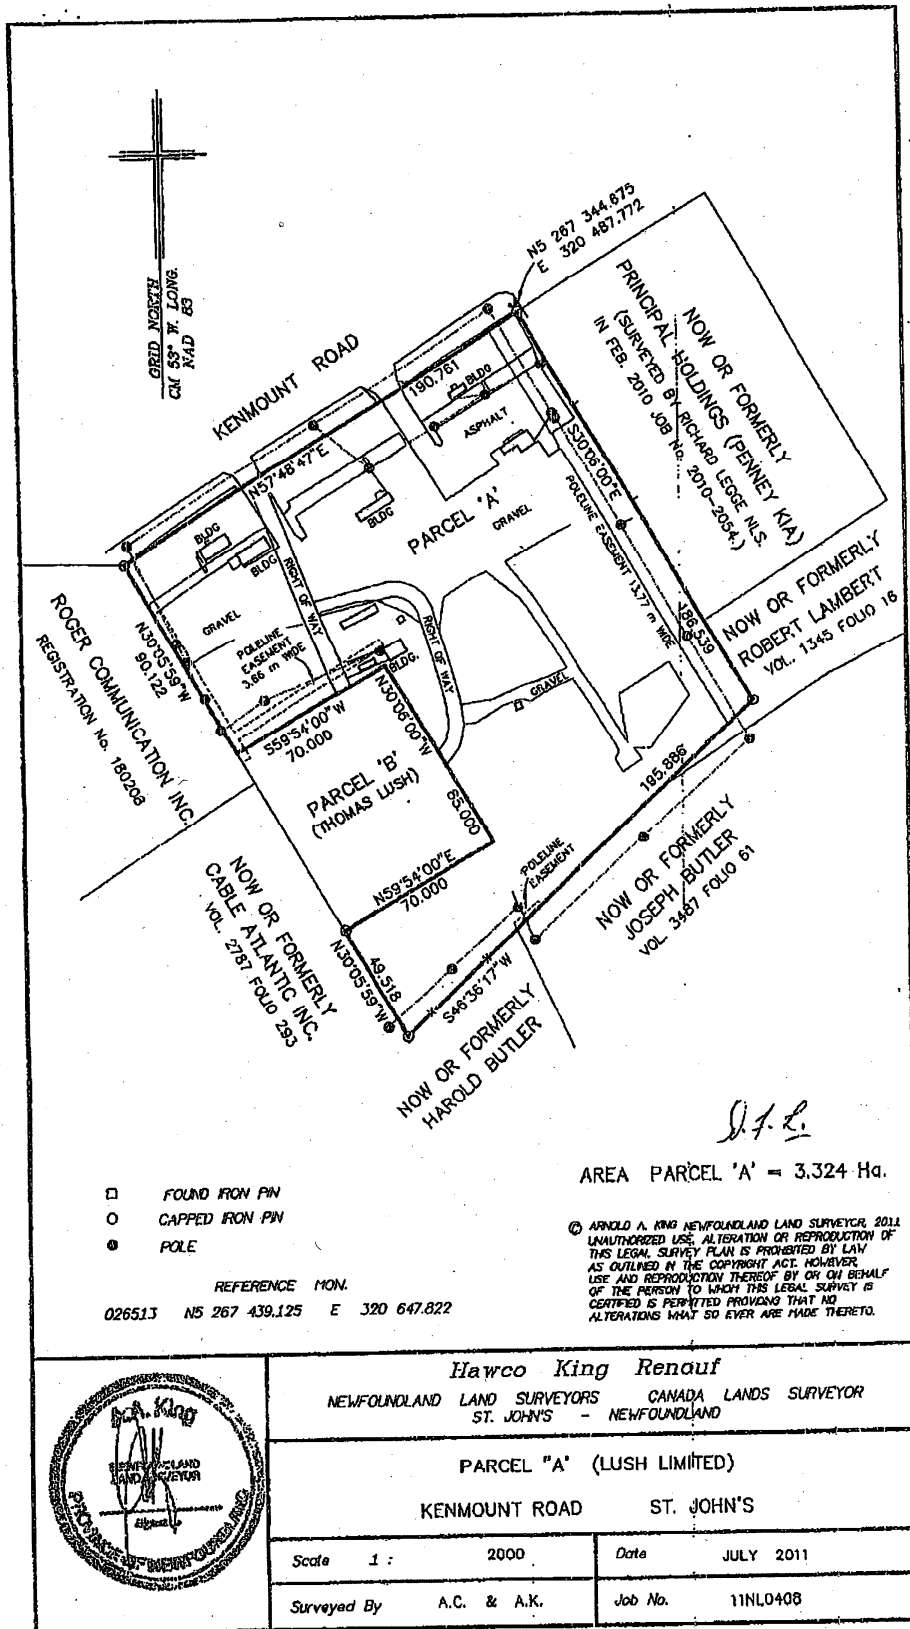 GRID NORTH
CM 53° W. LONG.
NAD 83
N5 267 344.675
E 320 487.772
KENMOUNT ROAD
NOW OR FORMERLY
PRINCIPAL HOLDINGS (PENNEY KIA)
(SURVEYED BY RICHARD LEGGE NLS.
IN FEB. 2010 JOB No. 2010-2054.)
190.761
N57°48'47"E
BLDG
ASPHALT
S30°06'00"E
186.539
POLELINE EASEMENT 13.77 m WIDE
PARCEL 'A'
GRAVEL
BLDG
BLDG
BLDG
RIGHT OF WAY
GRAVEL
POLELINE
EASEMENT
3.66 m WIDE
RIGHT OF WAY
BLDG.
GRAVEL
NOW OR FORMERLY
ROBERT LAMBERT
VOL. 1345 FOLIO 16
ROGER COMMUNICATION INC.
REGISTRATION No. 180208
N30°05'59"W
90.122
S59°54'00"W
70.000
N30°06'00"W
65.000
PARCEL 'B'
(THOMAS LUSH)
N59°54'00"E
70.000
195.886
POLELINE
EASEMENT
NOW OR FORMERLY
JOSEPH BUTLER
VOL. 3487 FOLIO 61
NOW OR FORMERLY
CABLE ATLANTIC INC.
VOL. 2787 FOLIO 293
49.518
N30°05'59"W
S46°36'17"W
NOW OR FORMERLY
HAROLD BUTLER
AREA PARCEL 'A' = 3.324 Ha.
FOUND IRON PIN
CAPPED IRON PIN
POLE
REFERENCE MON.
026513 N5 267 439.125 E 320 647.822
© ARNOLD A. KING NEWFOUNDLAND LAND SURVEYOR, 2011
UNAUTHORIZED USE, ALTERATION OR REPRODUCTION OF
THIS LEGAL SURVEY PLAN IS PROHIBITED BY LAW
AS OUTLINED IN THE COPYRIGHT ACT. HOWEVER,
USE AND REPRODUCTION THEREOF BY OR ON BEHALF
OF THE PERSON TO WHOM THIS LEGAL SURVEY IS
CERTIFIED IS PERMITTED PROVIDING THAT NO
ALTERATIONS WHAT SO EVER ARE MADE THERETO.
A.A. King
NEWFOUNDLAND
LAND SURVEYOR
PROVINCE OF NEWFOUNDLAND
Hawco King Renouf
NEWFOUNDLAND LAND SURVEYORS CANADA LANDS SURVEYOR
ST. JOHN'S - NEWFOUNDLAND
PARCEL "A" (LUSH LIMITED)
KENMOUNT ROAD ST. JOHN'S
Scale 1 : 2000
Date JULY 2011
Surveyed By A.C. & A.K.
Job No. 11NL0408